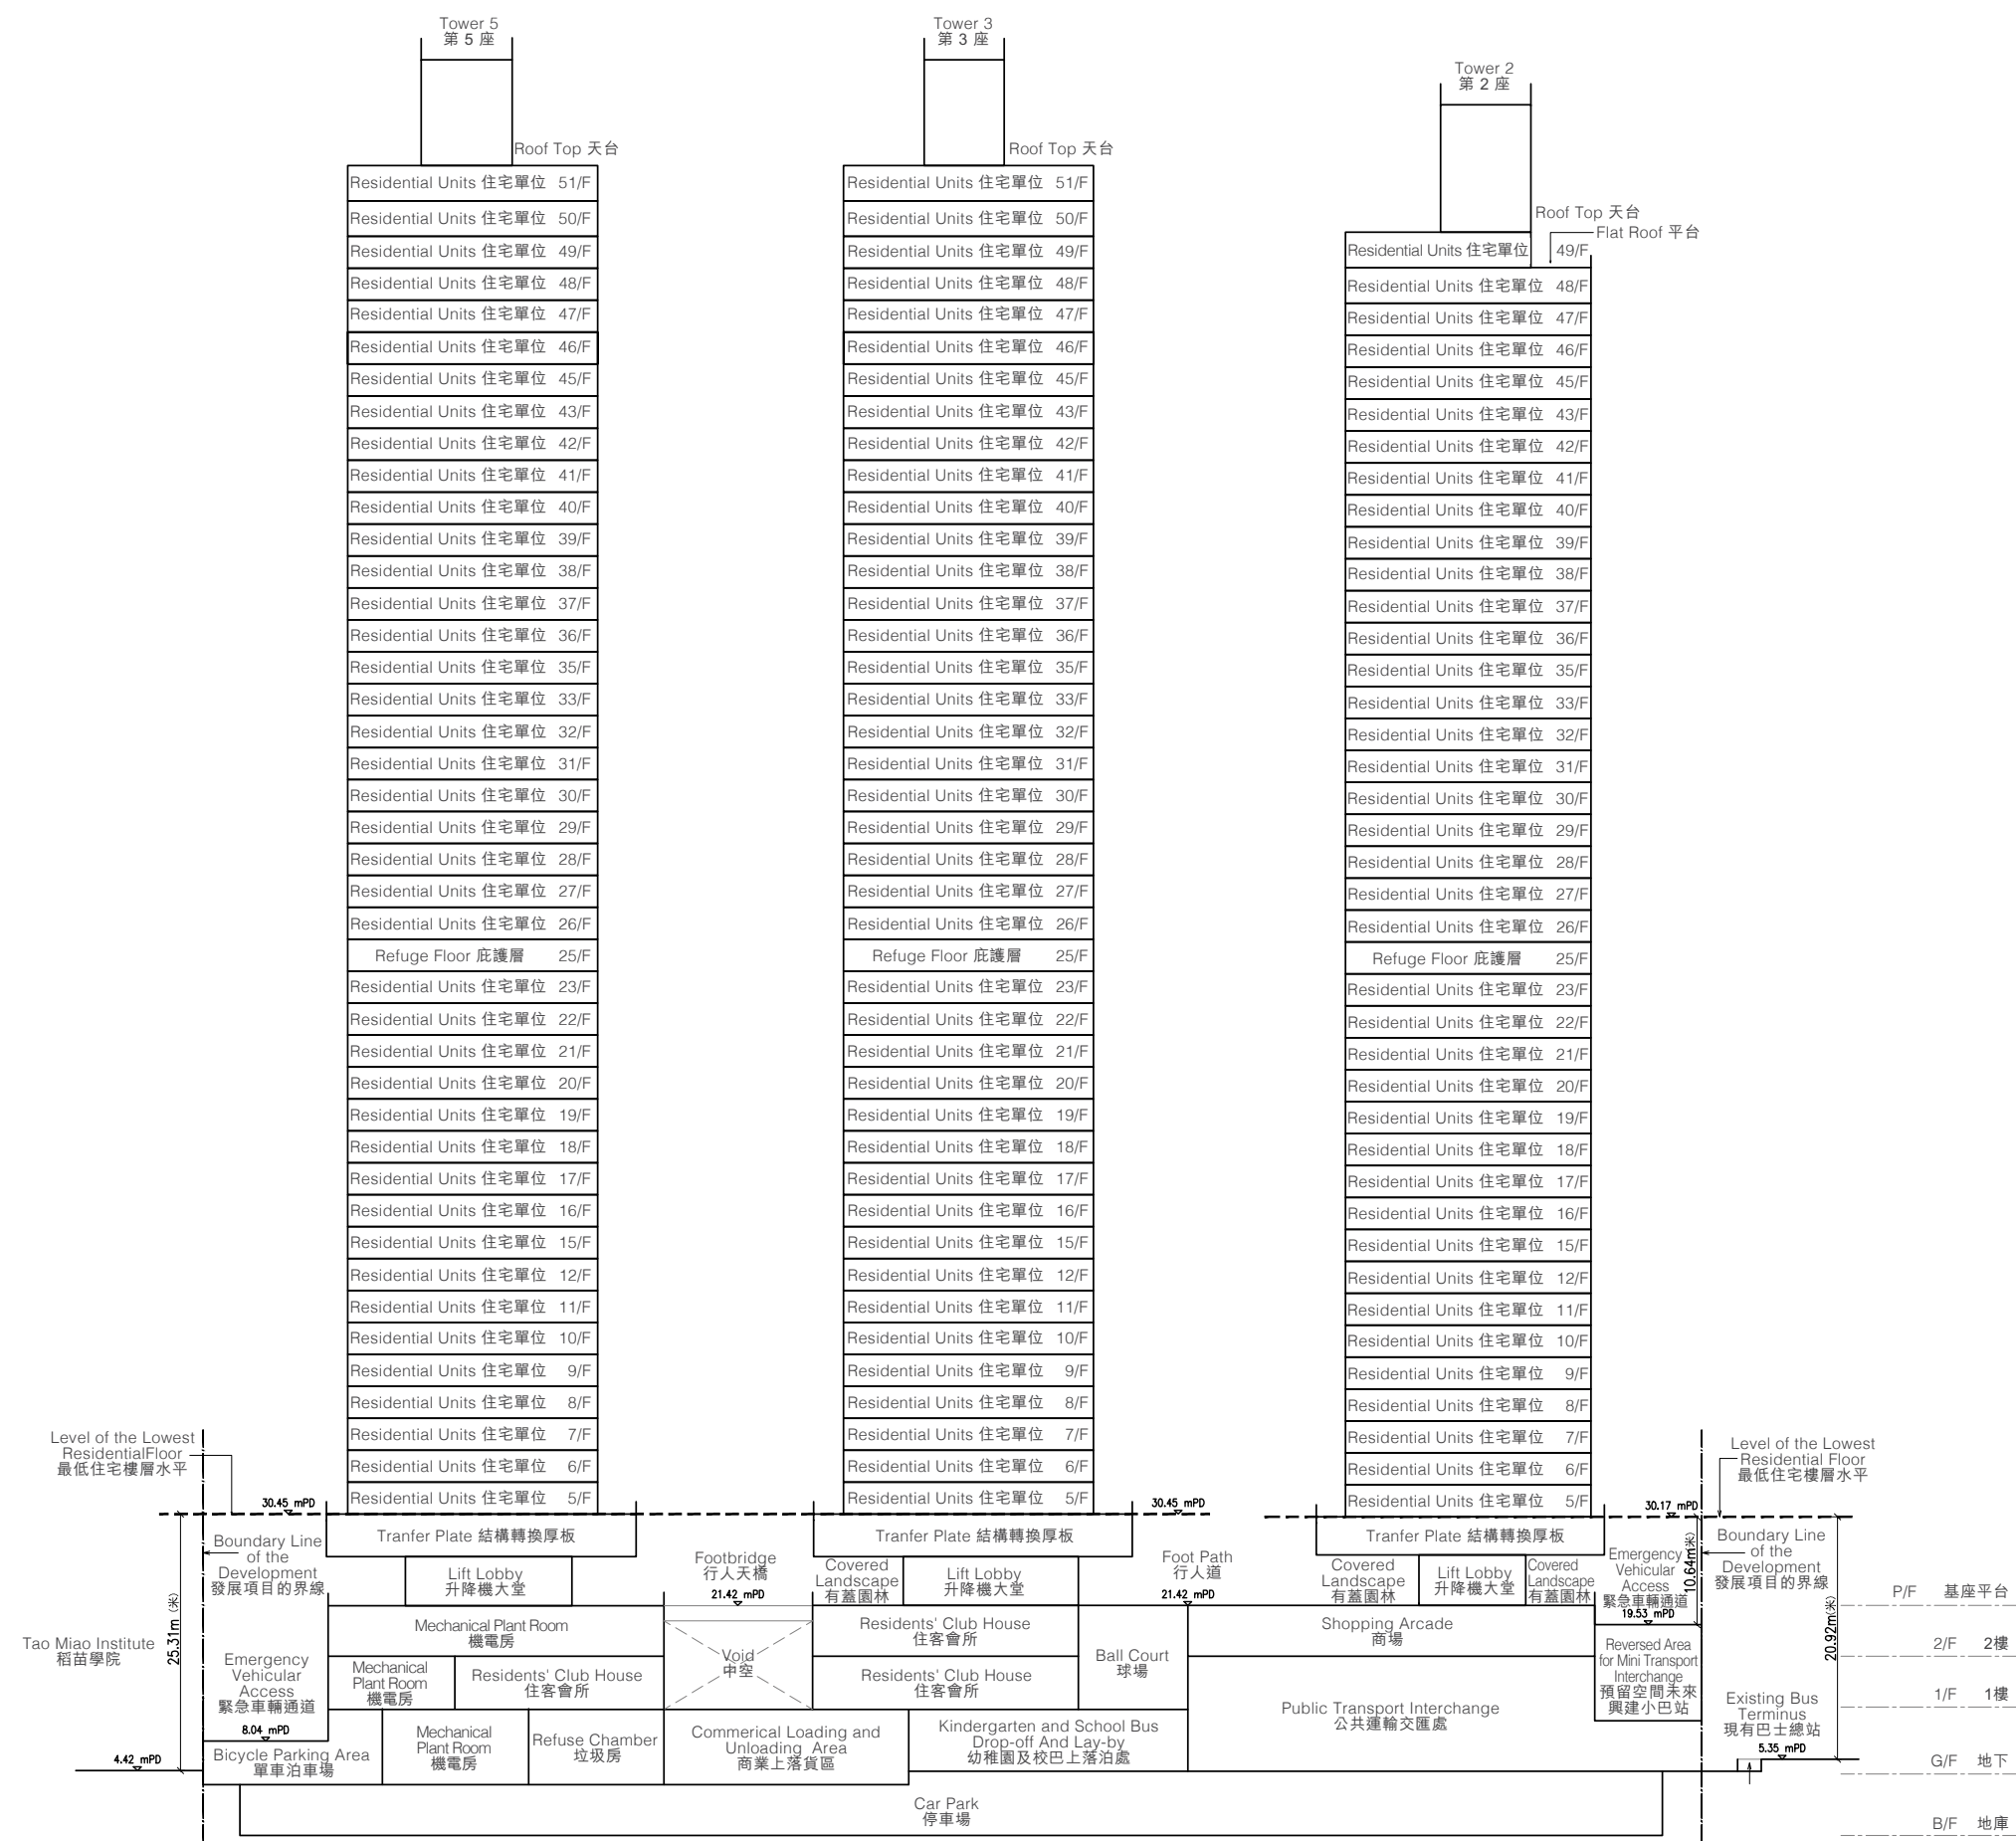 Tower 5
第 5 座
Roof Top 天台
Residential Units 住宅單位 51/F
Residential Units 住宅單位 50/F
Residential Units 住宅單位 49/F
Residential Units 住宅單位 48/F
Residential Units 住宅單位 47/F
Residential Units 住宅單位 46/F
Residential Units 住宅單位 45/F
Residential Units 住宅單位 43/F
Residential Units 住宅單位 42/F
Residential Units 住宅單位 41/F
Residential Units 住宅單位 40/F
Residential Units 住宅單位 39/F
Residential Units 住宅單位 38/F
Residential Units 住宅單位 37/F
Residential Units 住宅單位 36/F
Residential Units 住宅單位 35/F
Residential Units 住宅單位 33/F
Residential Units 住宅單位 32/F
Residential Units 住宅單位 31/F
Residential Units 住宅單位 30/F
Residential Units 住宅單位 29/F
Residential Units 住宅單位 28/F
Residential Units 住宅單位 27/F
Residential Units 住宅單位 26/F
Refuge Floor 庇護層 25/F
Residential Units 住宅單位 23/F
Residential Units 住宅單位 22/F
Residential Units 住宅單位 21/F
Residential Units 住宅單位 20/F
Residential Units 住宅單位 19/F
Residential Units 住宅單位 18/F
Residential Units 住宅單位 17/F
Residential Units 住宅單位 16/F
Residential Units 住宅單位 15/F
Residential Units 住宅單位 12/F
Residential Units 住宅單位 11/F
Residential Units 住宅單位 10/F
Residential Units 住宅單位 9/F
Residential Units 住宅單位 8/F
Residential Units 住宅單位 7/F
Residential Units 住宅單位 6/F
Residential Units 住宅單位 5/F
Tranfer Plate 結構轉換厚板
Lift Lobby
升降機大堂
Tower 3
第 3 座
Roof Top 天台
Residential Units 住宅單位 51/F
Residential Units 住宅單位 50/F
Residential Units 住宅單位 49/F
Residential Units 住宅單位 48/F
Residential Units 住宅單位 47/F
Residential Units 住宅單位 46/F
Residential Units 住宅單位 45/F
Residential Units 住宅單位 43/F
Residential Units 住宅單位 42/F
Residential Units 住宅單位 41/F
Residential Units 住宅單位 40/F
Residential Units 住宅單位 39/F
Residential Units 住宅單位 38/F
Residential Units 住宅單位 37/F
Residential Units 住宅單位 36/F
Residential Units 住宅單位 35/F
Residential Units 住宅單位 33/F
Residential Units 住宅單位 32/F
Residential Units 住宅單位 31/F
Residential Units 住宅單位 30/F
Residential Units 住宅單位 29/F
Residential Units 住宅單位 28/F
Residential Units 住宅單位 27/F
Residential Units 住宅單位 26/F
Refuge Floor 庇護層 25/F
Residential Units 住宅單位 23/F
Residential Units 住宅單位 22/F
Residential Units 住宅單位 21/F
Residential Units 住宅單位 20/F
Residential Units 住宅單位 19/F
Residential Units 住宅單位 18/F
Residential Units 住宅單位 17/F
Residential Units 住宅單位 16/F
Residential Units 住宅單位 15/F
Residential Units 住宅單位 12/F
Residential Units 住宅單位 11/F
Residential Units 住宅單位 10/F
Residential Units 住宅單位 9/F
Residential Units 住宅單位 8/F
Residential Units 住宅單位 7/F
Residential Units 住宅單位 6/F
Residential Units 住宅單位 5/F
Tranfer Plate 結構轉換厚板
Covered
Landscape
有蓋園林
Lift Lobby
升降機大堂
Tower 2
第 2 座
Roof Top 天台
Flat Roof 平台
Residential Units 住宅單位 49/F
Residential Units 住宅單位 48/F
Residential Units 住宅單位 47/F
Residential Units 住宅單位 46/F
Residential Units 住宅單位 45/F
Residential Units 住宅單位 43/F
Residential Units 住宅單位 42/F
Residential Units 住宅單位 41/F
Residential Units 住宅單位 40/F
Residential Units 住宅單位 39/F
Residential Units 住宅單位 38/F
Residential Units 住宅單位 37/F
Residential Units 住宅單位 36/F
Residential Units 住宅單位 35/F
Residential Units 住宅單位 33/F
Residential Units 住宅單位 32/F
Residential Units 住宅單位 31/F
Residential Units 住宅單位 30/F
Residential Units 住宅單位 29/F
Residential Units 住宅單位 28/F
Residential Units 住宅單位 27/F
Residential Units 住宅單位 26/F
Refuge Floor 庇護層 25/F
Residential Units 住宅單位 23/F
Residential Units 住宅單位 22/F
Residential Units 住宅單位 21/F
Residential Units 住宅單位 20/F
Residential Units 住宅單位 19/F
Residential Units 住宅單位 18/F
Residential Units 住宅單位 17/F
Residential Units 住宅單位 16/F
Residential Units 住宅單位 15/F
Residential Units 住宅單位 12/F
Residential Units 住宅單位 11/F
Residential Units 住宅單位 10/F
Residential Units 住宅單位 9/F
Residential Units 住宅單位 8/F
Residential Units 住宅單位 7/F
Residential Units 住宅單位 6/F
Residential Units 住宅單位 5/F
Tranfer Plate 結構轉換厚板
Covered
Landscape
有蓋園林
Lift Lobby
升降機大堂
Covered
Landscape
有蓋園林
Level of the Lowest
ResidentialFloor
最低住宅樓層水平
30.45 mPD
30.45 mPD
30.17 mPD
Level of the Lowest
Residential Floor
最低住宅樓層水平
Boundary Line
of the
Development
發展項目的界線
Footbridge
行人天橋
21.42 mPD
Foot Path
行人道
21.42 mPD
Emergency
Vehicular
Access
緊急車輛通道
19.53 mPD
10.64m(米)
Boundary Line
of the
Development
發展項目的界線
25.31m (米)
20.92m(米)
Tao Miao Institute
稻苗學院
4.42 mPD
Emergency
Vehicular
Access
緊急車輛通道
8.04 mPD
Bicycle Parking Area
單車泊車場
Mechanical Plant Room
機電房
Mechanical
Plant Room
機電房
Residents' Club House
住客會所
Mechanical
Plant Room
機電房
Refuse Chamber
垃圾房
Void
中空
Commerical Loading and
Unloading Area
商業上落貨區
Residents' Club House
住客會所
Residents' Club House
住客會所
Ball Court
球場
Kindergarten and School Bus
Drop-off And Lay-by
幼稚園及校巴上落泊處
Shopping Arcade
商場
Public Transport Interchange
公共運輸交匯處
Reversed Area
for Mini Transport
Interchange
預留空間未來
興建小巴站
Existing Bus
Terminus
現有巴士總站
5.35 mPD
Car Park
停車場
P/F 基座平台
2/F 2樓
1/F 1樓
G/F 地下
B/F 地庫